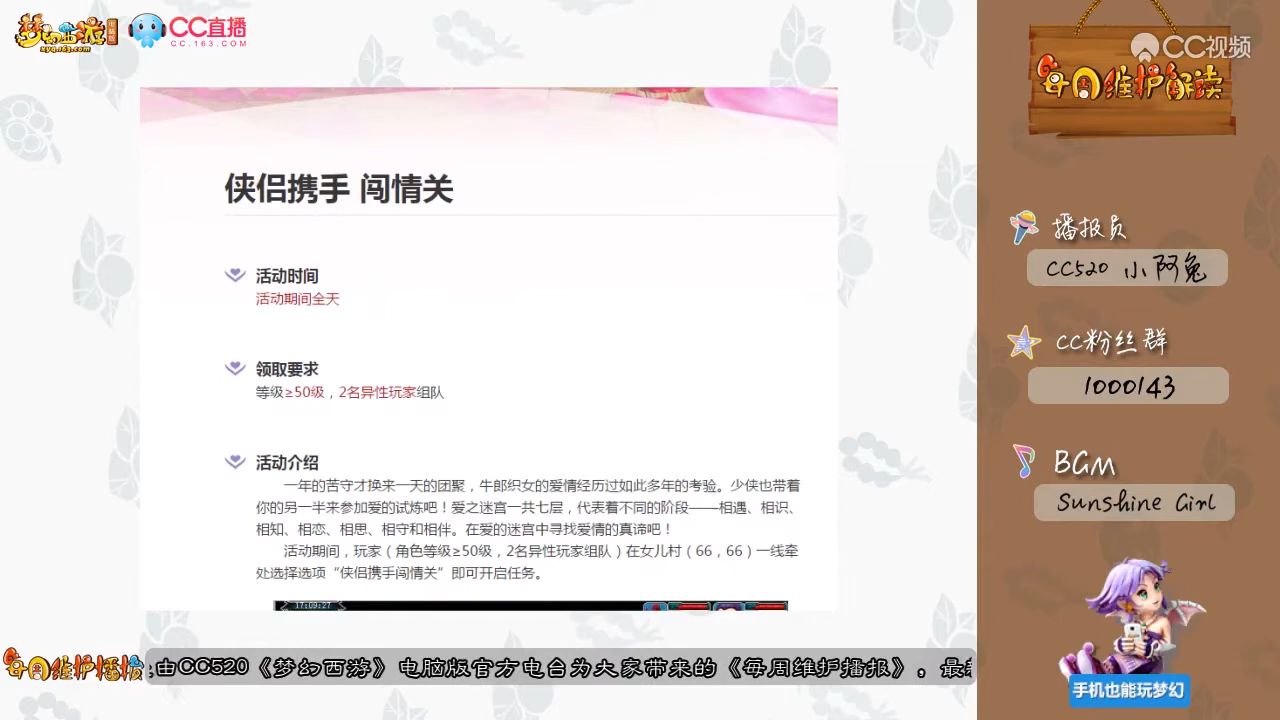 梦幻西游
电脑版
xyq.163.com
CC直播
CC.163.COM
CC视频
每周维护解读
侠侣携手 闯情关
活动时间
活动期间全天
领取要求
等级≥50级，2名异性玩家组队
活动介绍
一年的苦守才换来一天的团聚，牛郎织女的爱情经历过如此多年的考验。少侠也带着
你的另一半来参加爱的试炼吧！爱之迷宫一共七层，代表着不同的阶段——相遇、相识、
相知、相恋、相思、相守和相伴。在爱的迷宫中寻找爱情的真谛吧！
活动期间，玩家（角色等级≥50级，2名异性玩家组队）在女儿村（66，66）一线牵
处选择选项“侠侣携手闯情关”即可开启任务。
17:09:27
播报员
CC520 小阿兔
CC粉丝群
1000143
BGM
Sunshine Girl
手机也能玩梦幻
每周维护播报
由CC520《梦幻西游》电脑版官方电台为大家带来的《每周维护播报》，最